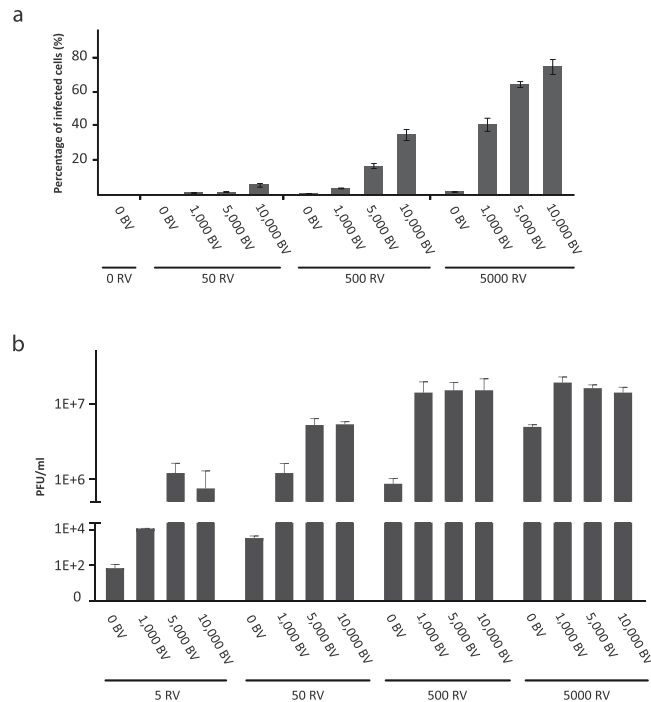 a
Percentage of infected cells (%)
80
60
40
20
0 BV 0 BV 1,000 BV 5,000 BV 10,000 BV 0 BV 1,000 BV 5,000 BV 10,000 BV 0 BV 1,000 BV 5,000 BV 10,000 BV
0 RV 50 RV 500 RV 5000 RV
b
PFU/ml
1E+7
1E+6
1E+4
1E+2
0
0 BV 1,000 BV 5,000 BV 10,000 BV 0 BV 1,000 BV 5,000 BV 10,000 BV 0 BV 1,000 BV 5,000 BV 10,000 BV 0 BV 1,000 BV 5,000 BV 10,000 BV
5 RV 50 RV 500 RV 5000 RV